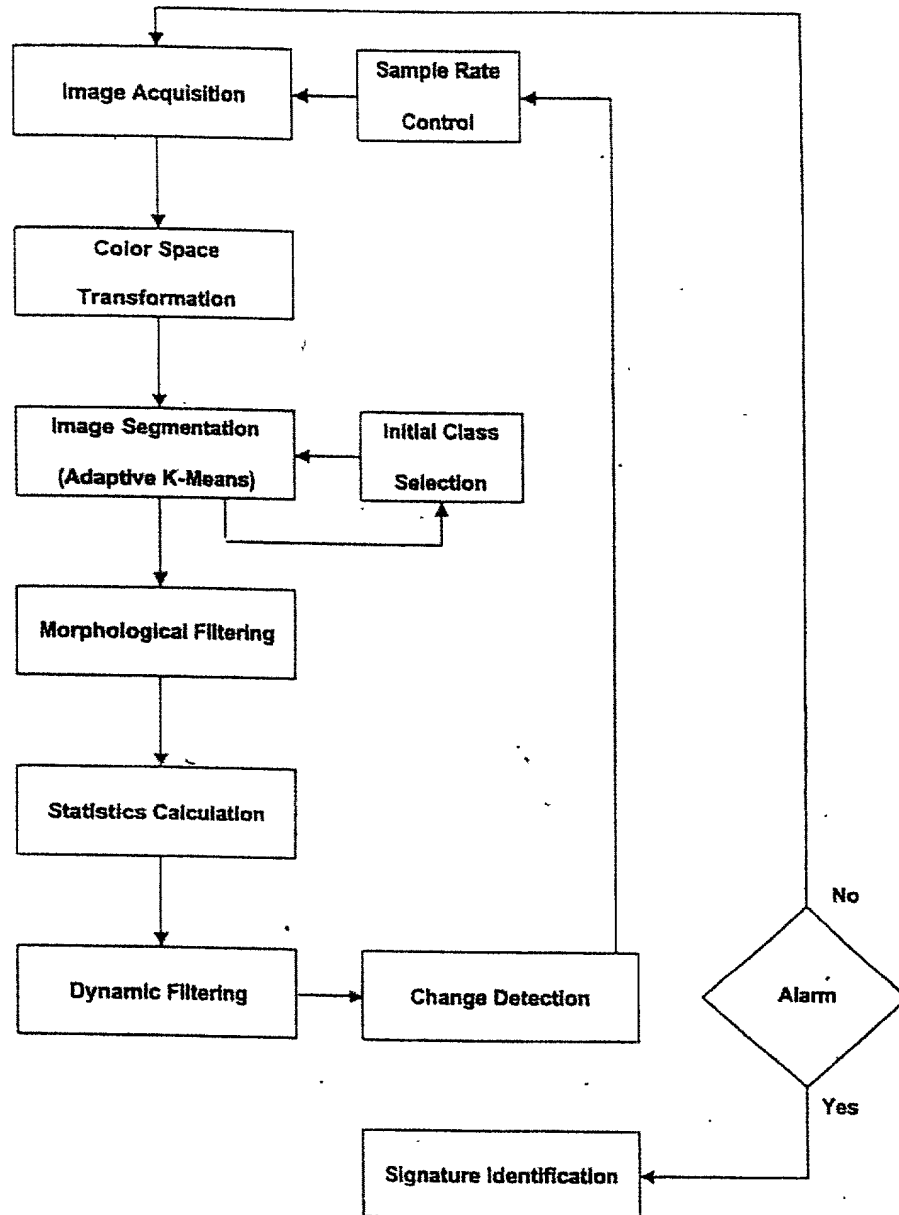 Image Acquisition
Sample Rate
Control
Color Space
Transformation
Image Segmentation
(Adaptive K-Means)
Initial Class
Selection
Morphological Filtering
Statistics Calculation
Dynamic Filtering
Change Detection
No
Alarm
Yes
Signature Identification